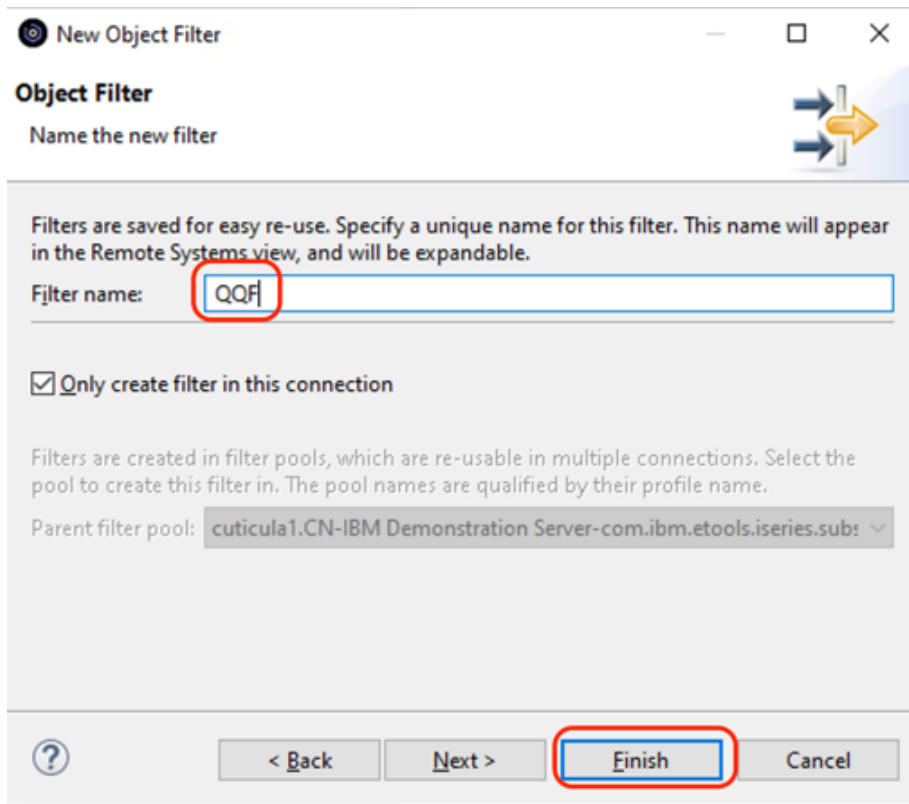 New Object Filter
Object Filter
Name the new filter
Filters are saved for easy re-use. Specify a unique name for this filter. This name will appear
in the Remote Systems view, and will be expandable.
Filter name: QQF
Only create filter in this connection
Filters are created in filter pools, which are re-usable in multiple connections. Select the
pool to create this filter in. The pool names are qualified by their profile name.
Parent filter pool: cuticula1.CN-IBM Demonstration Server-com.ibm.etools.iseries.subs
? < Back Next > Finish Cancel